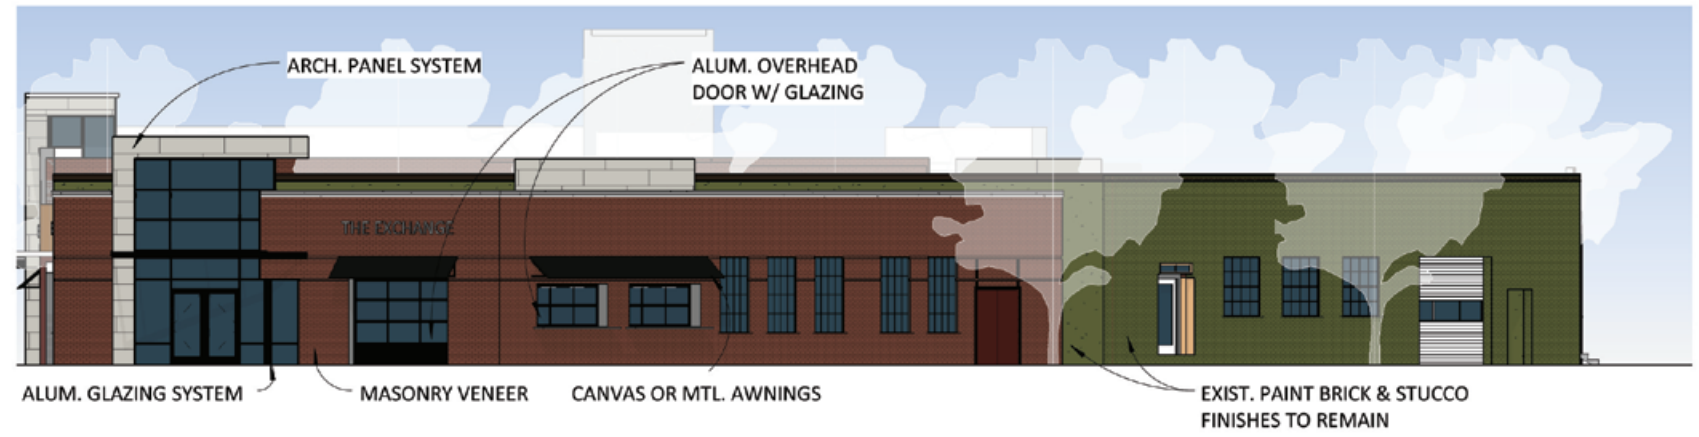 ARCH. PANEL SYSTEM
ALUM. OVERHEAD
DOOR W/ GLAZING
THE EXCHANGE
ALUM. GLAZING SYSTEM
MASONRY VENEER
CANVAS OR MTL. AWNINGS
EXIST. PAINT BRICK & STUCCO
FINISHES TO REMAIN